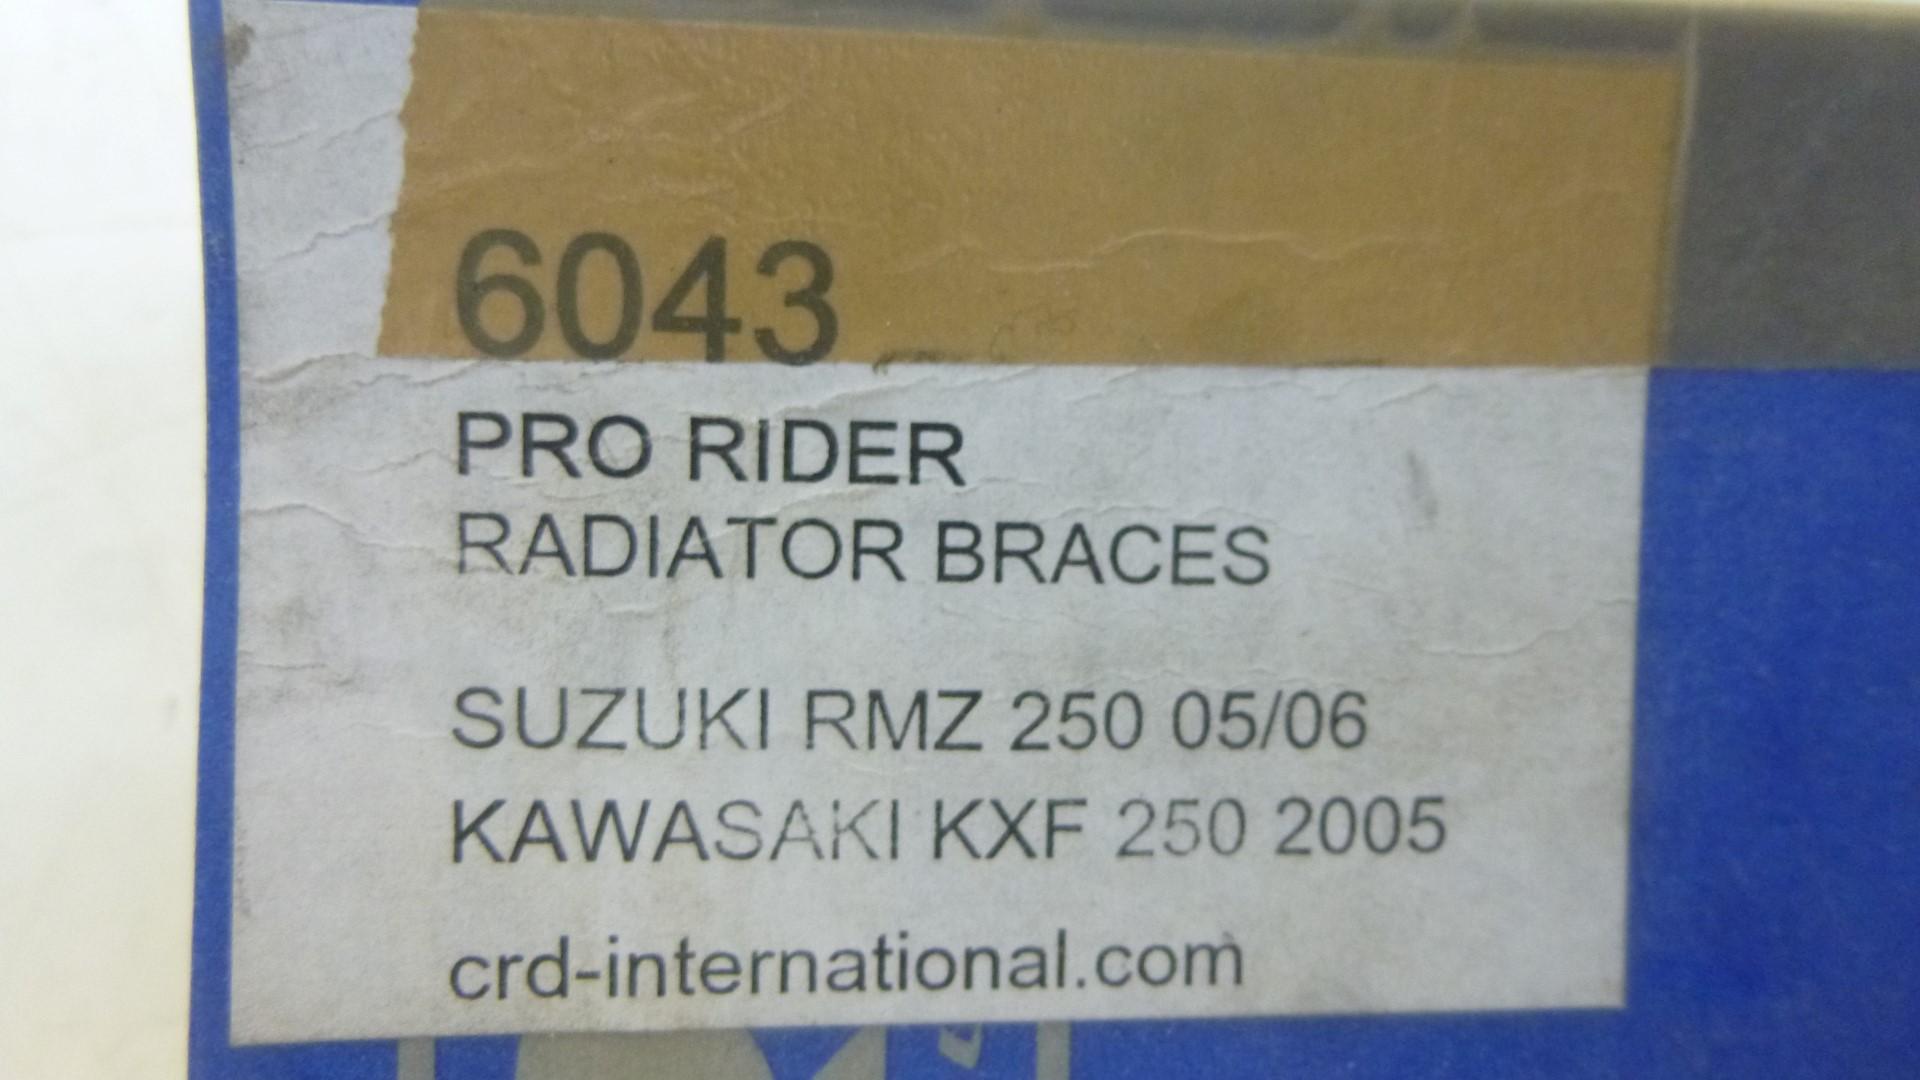 6043
PRO RIDER
RADIATOR BRACES
SUZUKI RMZ 250 05/06
KAWASAKI KXF 250 2005
crd-international.com